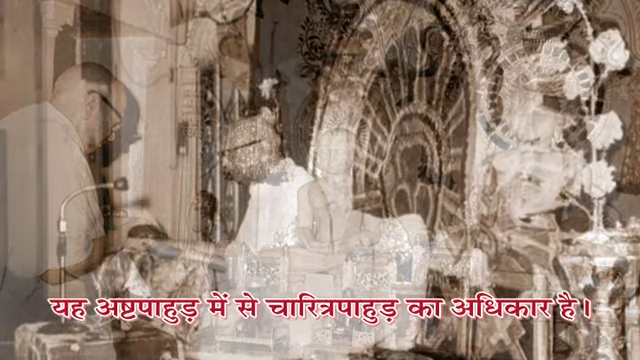 यह अष्टपाहुड़ में से चारित्रपाहुड़ का अधिकार है।